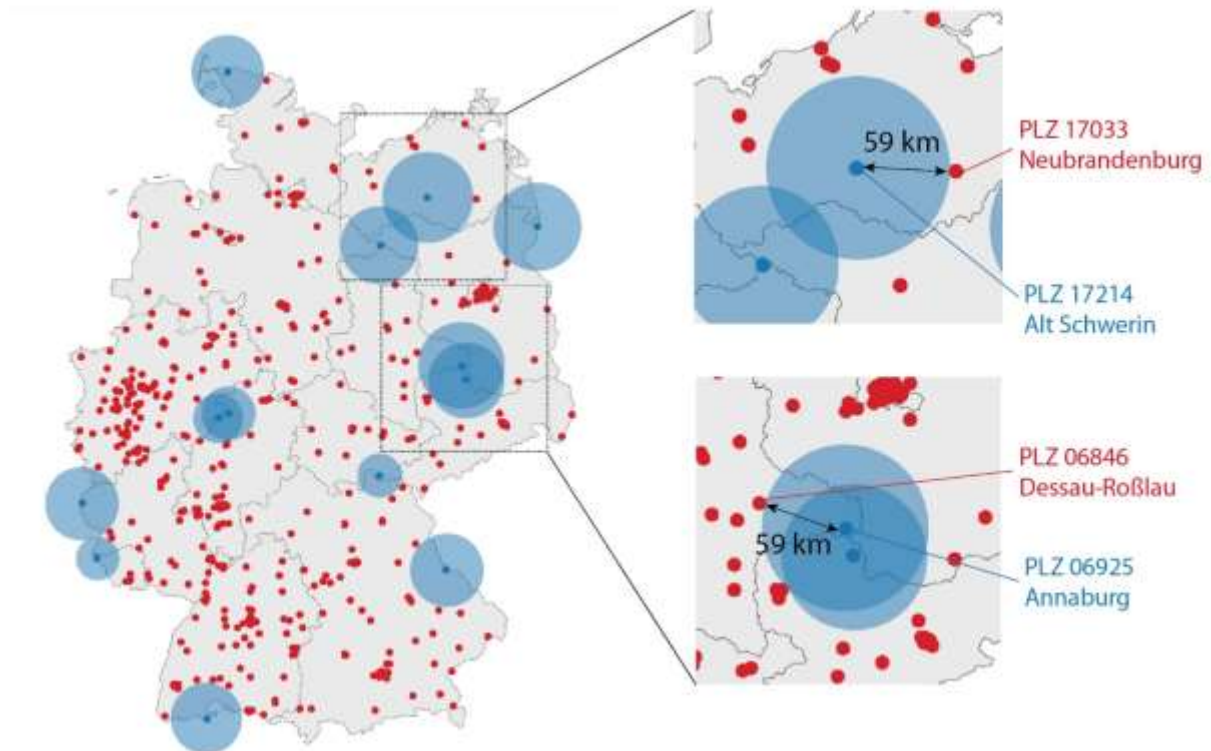 59 km
PLZ 17033
Neubrandenburg
PLZ 17214
Alt Schwerin
PLZ 06846
Dessau-Roßlau
59 km
PLZ 06925
Annaburg